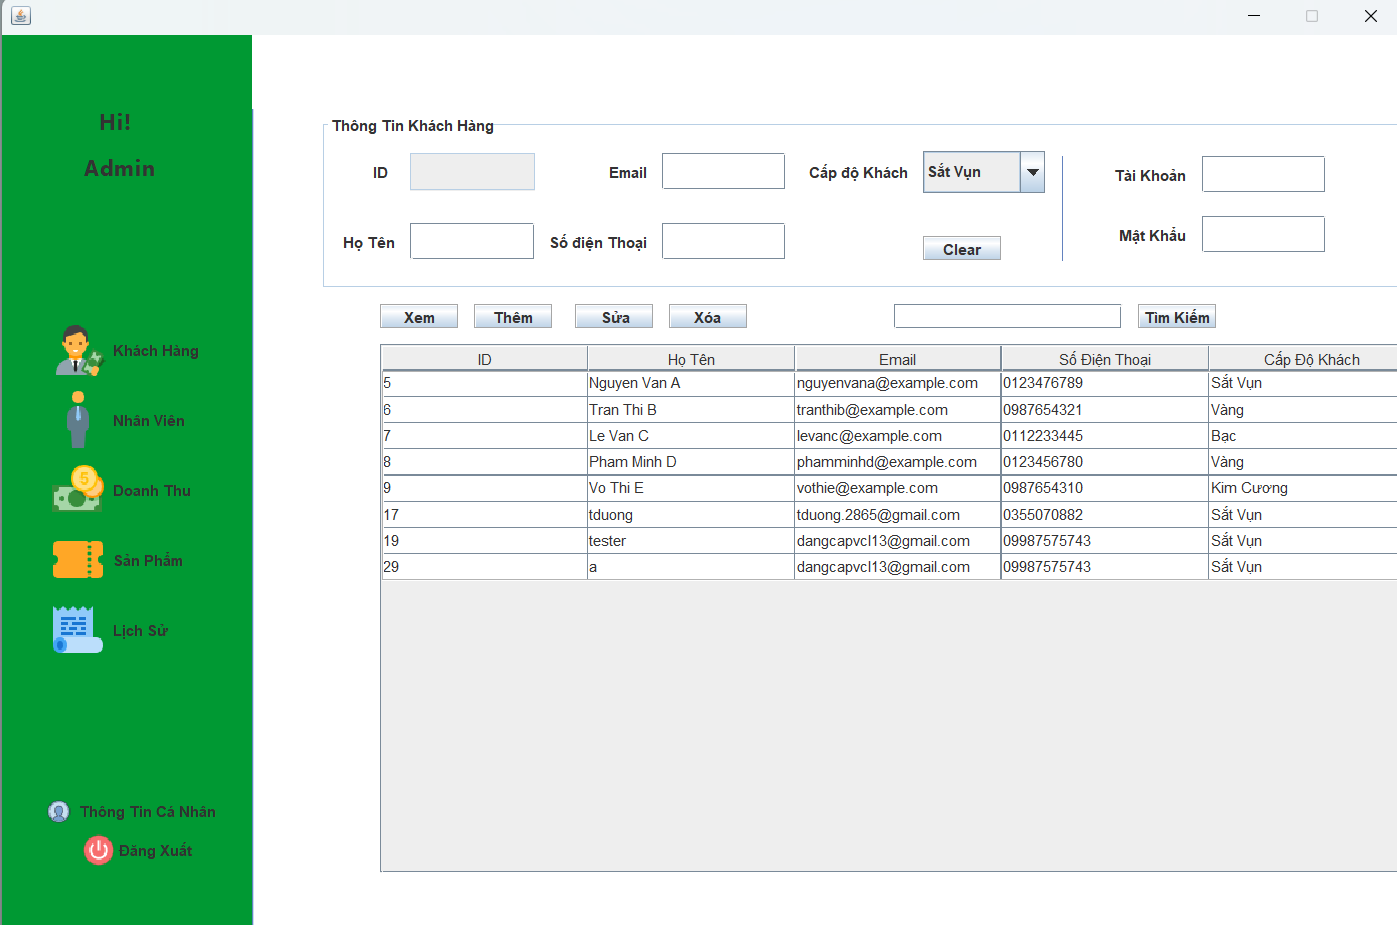 Hi!
Admin
Khách Hàng
Nhân Viên
Doanh Thu
Sản Phẩm
Lịch Sử
Thông Tin Cá Nhân
Đăng Xuất
Thông Tin Khách Hàng
ID Email Cấp độ Khách Sắt Vụn Tài Khoản
Họ Tên Số điện Thoại Clear Mật Khẩu
Xem Thêm Sửa Xóa Tìm Kiếm
ID Họ Tên Email Số Điện Thoại Cấp Độ Khách
5 Nguyen Van A nguyenvana@example.com 0123476789 Sắt Vụn
6 Tran Thi B tranthib@example.com 0987654321 Vàng
7 Le Van C levanc@example.com 0112233445 Bạc
8 Pham Minh D phamminhd@example.com 0123456780 Vàng
9 Vo Thi E vothie@example.com 0987654310 Kim Cương
17 tduong tduong.2865@gmail.com 0355070882 Sắt Vụn
19 tester dangcapvcl13@gmail.com 09987575743 Sắt Vụn
29 a dangcapvcl13@gmail.com 09987575743 Sắt Vụn